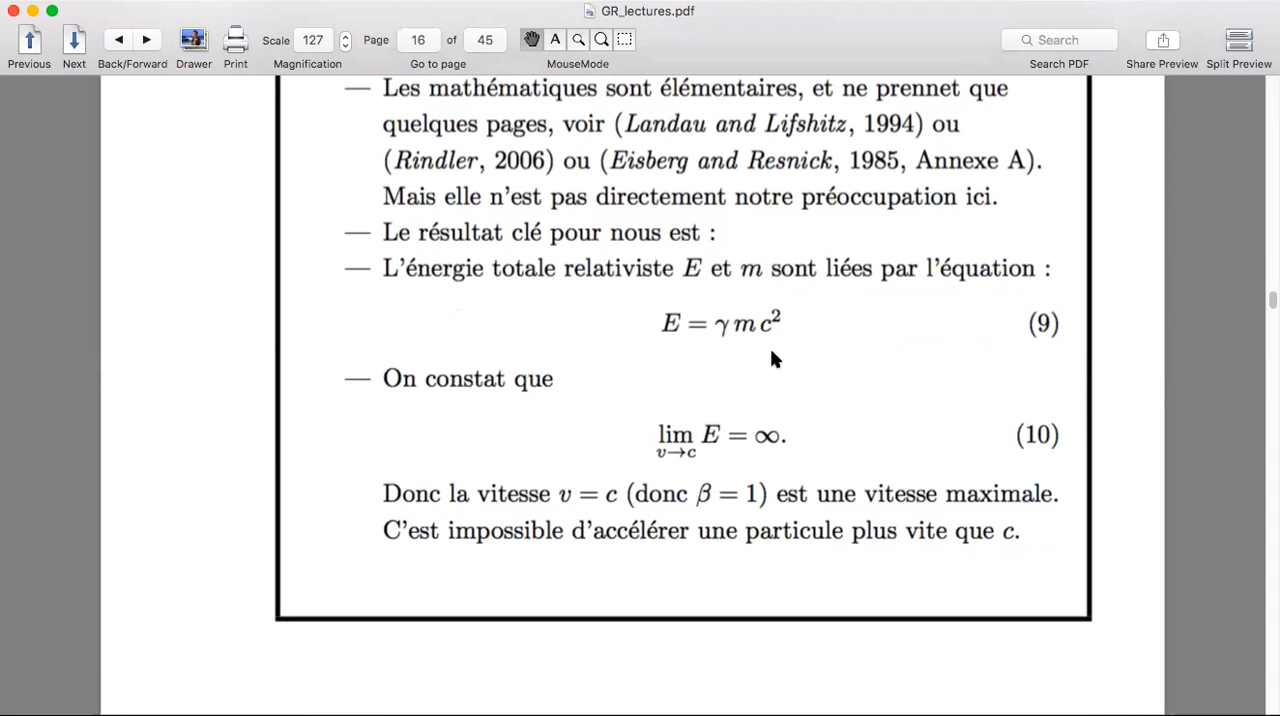 GR_lectures.pdf
Previous Next Back/Forward Drawer Print Scale 127 Magnification Page 16 of 45 Go to page A MouseMode Search Search PDF Share Preview Split Preview
— Les mathématiques sont élémentaires, et ne prennet que
quelques pages, voir (Landau and Lifshitz, 1994) ou
(Rindler, 2006) ou (Eisberg and Resnick, 1985, Annexe A).
Mais elle n'est pas directement notre préoccupation ici.
— Le résultat clé pour nous est :
— L'énergie totale relativiste E et m sont liées par l'équation :
E = γ m c² (9)
— On constat que
lim E = ∞. (10)
v→c
Donc la vitesse v = c (donc β = 1) est une vitesse maximale.
C'est impossible d'accélérer une particule plus vite que c.